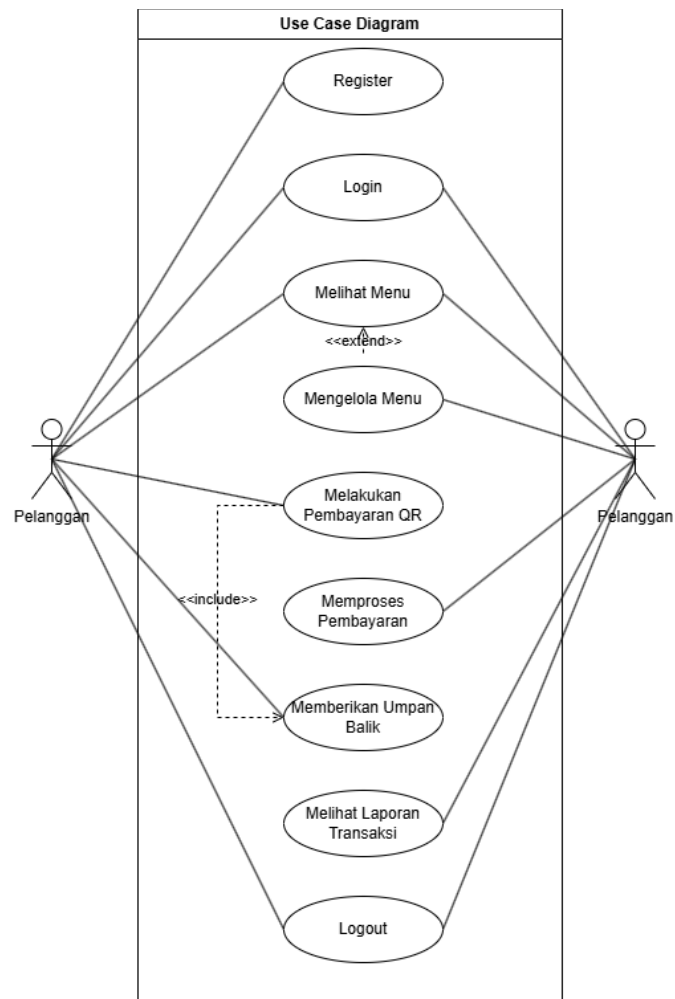 Use Case Diagram
Register
Login
Melihat Menu
<<extend>>
Mengelola Menu
Pelanggan
Melakukan
Pembayaran QR
Pelanggan
<<include>>
Memproses
Pembayaran
Memberikan Umpan
Balik
Melihat Laporan
Transaksi
Logout